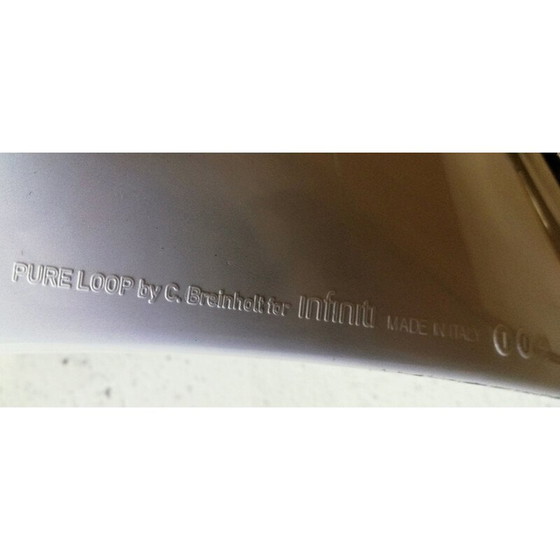 PURE LOOP by C. Breinholt for Infiniti MADE IN ITALY